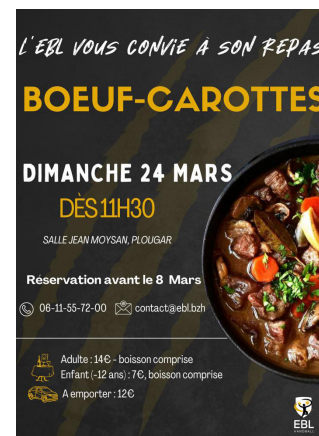 L'EBL VOUS CONVIE À SON REPAS
BOEUF-CAROTTES
DIMANCHE 24 MARS
DÈS 11H30
SALLE JEAN MOYSAN, PLOUGAR
Réservation avant le 8 Mars
06-11-55-72-00 contact@ebl.bzh
Adulte : 14€ - boisson comprise
Enfant (-12 ans) : 7€, boisson comprise
A emporter : 12€
EBL
HANDBALL